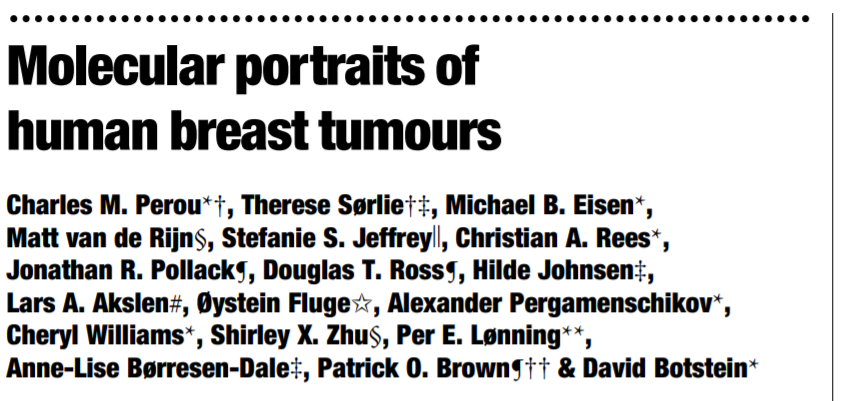 Molecular portraits of
human breast tumours
Charles M. Perou*†, Therese Sørlie†‡, Michael B. Eisen*,
Matt van de Rijn§, Stefanie S. Jeffrey||, Christian A. Rees*,
Jonathan R. Pollack¶, Douglas T. Ross¶, Hilde Johnsen‡,
Lars A. Akslen#, Øystein Fluge☆, Alexander Pergamenschikov*,
Cheryl Williams*, Shirley X. Zhu§, Per E. Lønning**,
Anne-Lise Børresen-Dale‡, Patrick O. Brown¶†† & David Botstein*